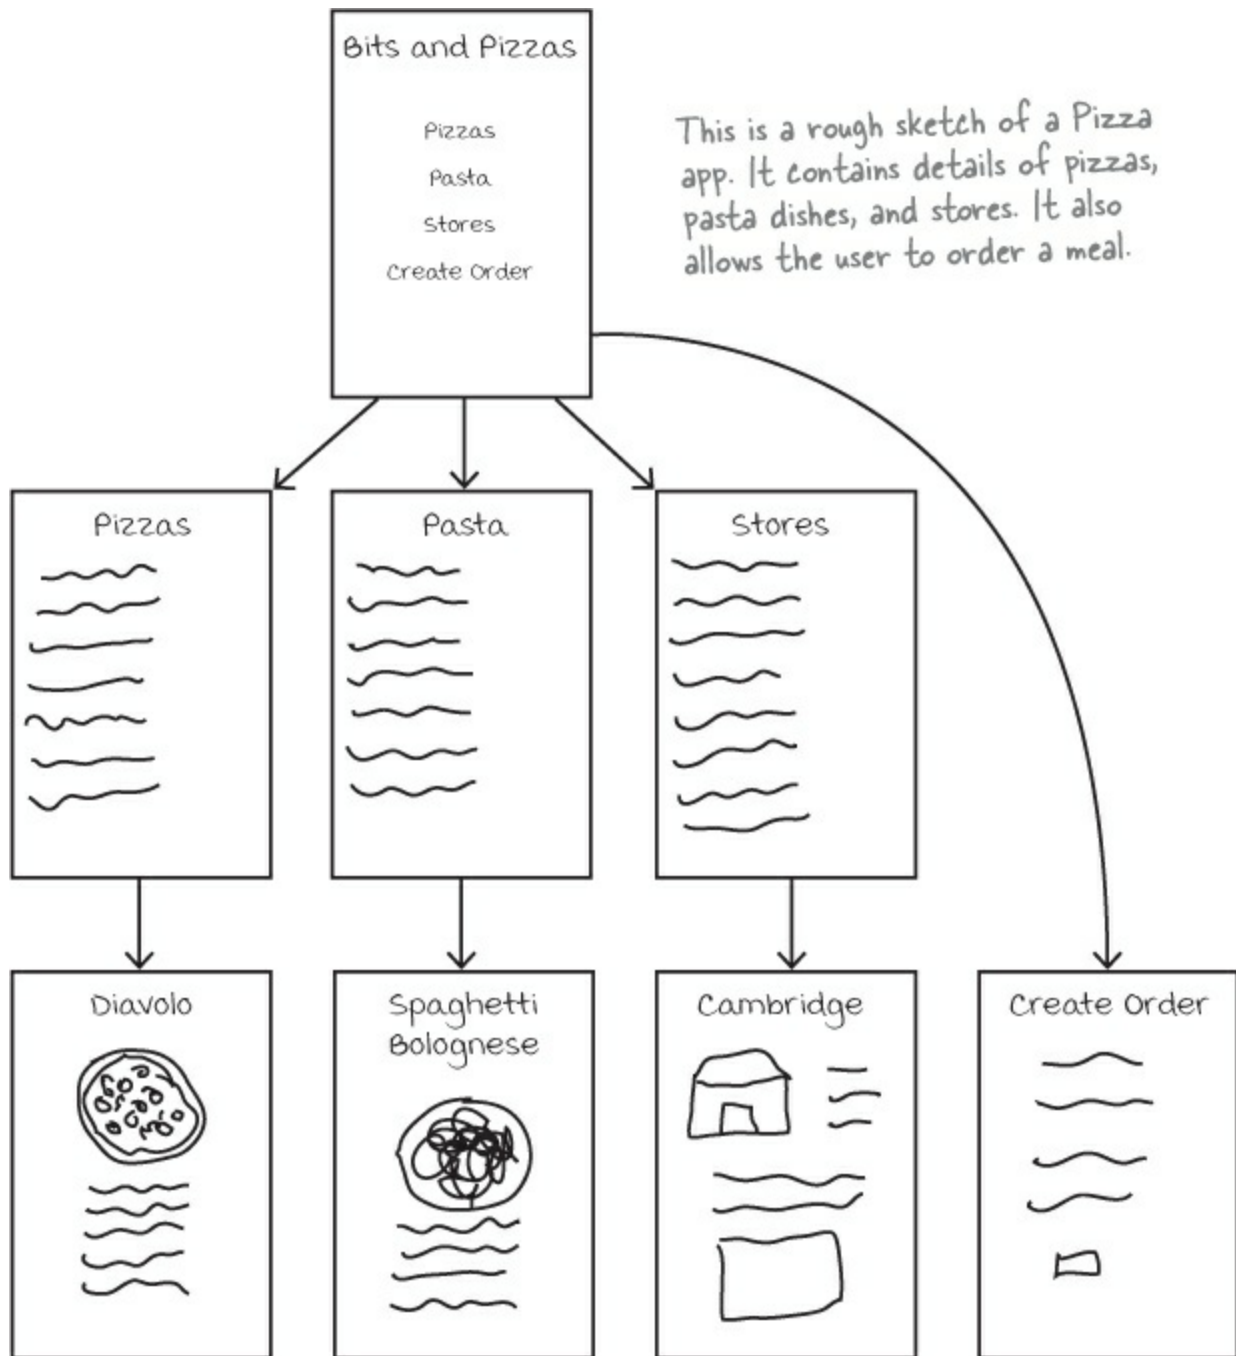 Bits and Pizzas
Pizzas
Pasta
Stores
Create Order
This is a rough sketch of a Pizza
app. It contains details of pizzas,
pasta dishes, and stores. It also
allows the user to order a meal.
Pizzas
Pasta
Stores
Diavolo
Spaghetti
Bolognese
Cambridge
Create Order